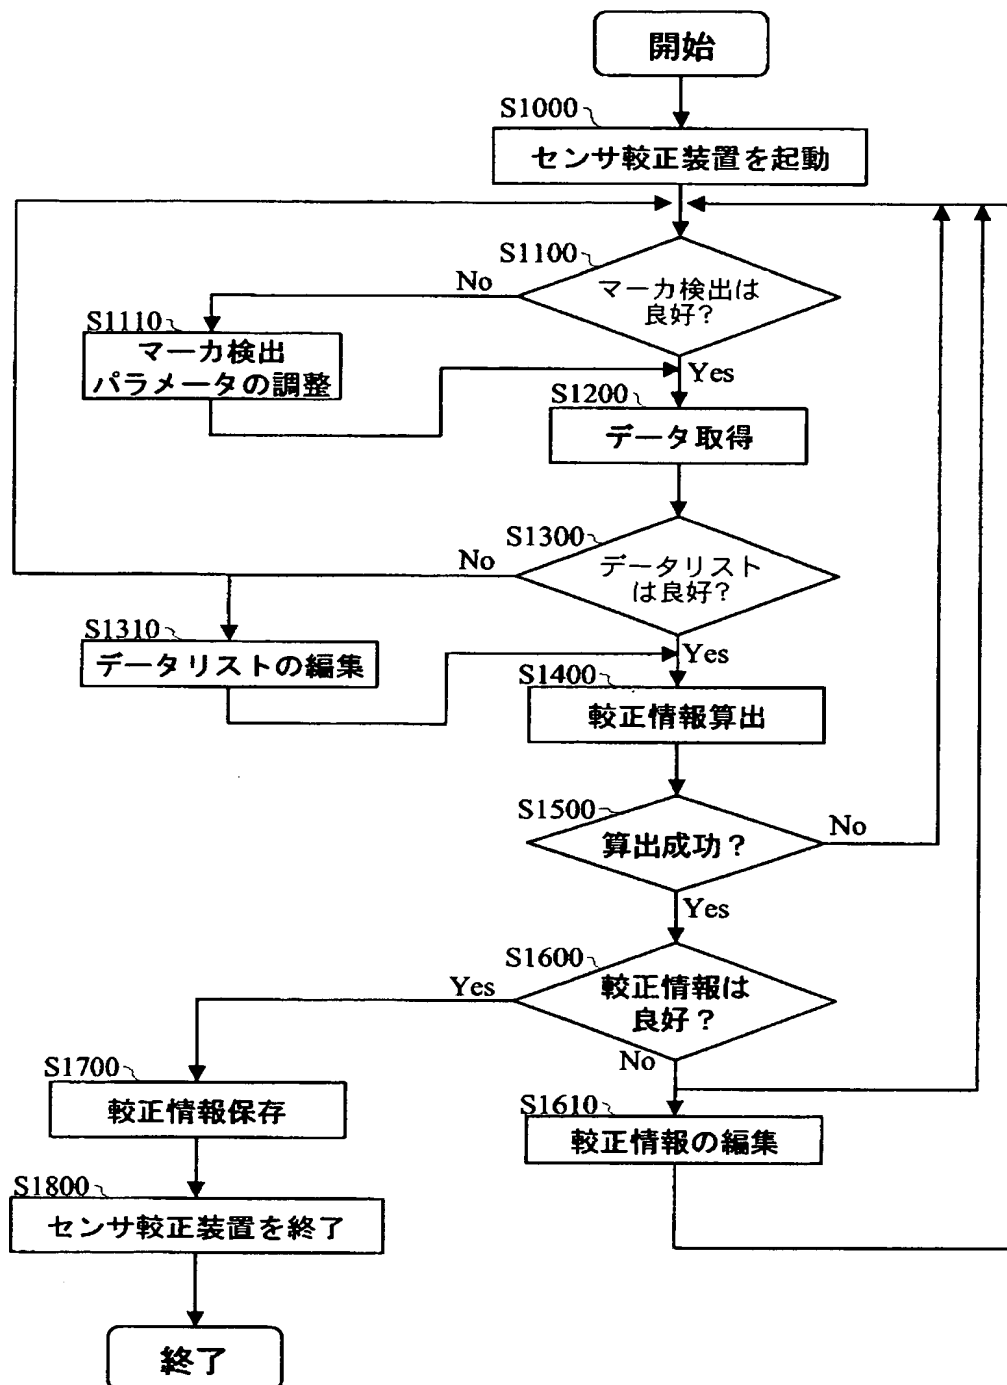 開始
S1000
センサ較正装置を起動
S1100
No
マーカ検出は
良好?
S1110
マーカ検出
パラメータの調整
Yes
S1200
データ取得
S1300
No
データリスト
は良好?
S1310
データリストの編集
Yes
S1400
較正情報算出
S1500
No
算出成功?
Yes
S1600
Yes
較正情報は
良好?
No
S1700
較正情報保存
S1610
較正情報の編集
S1800
センサ較正装置を終了
終了